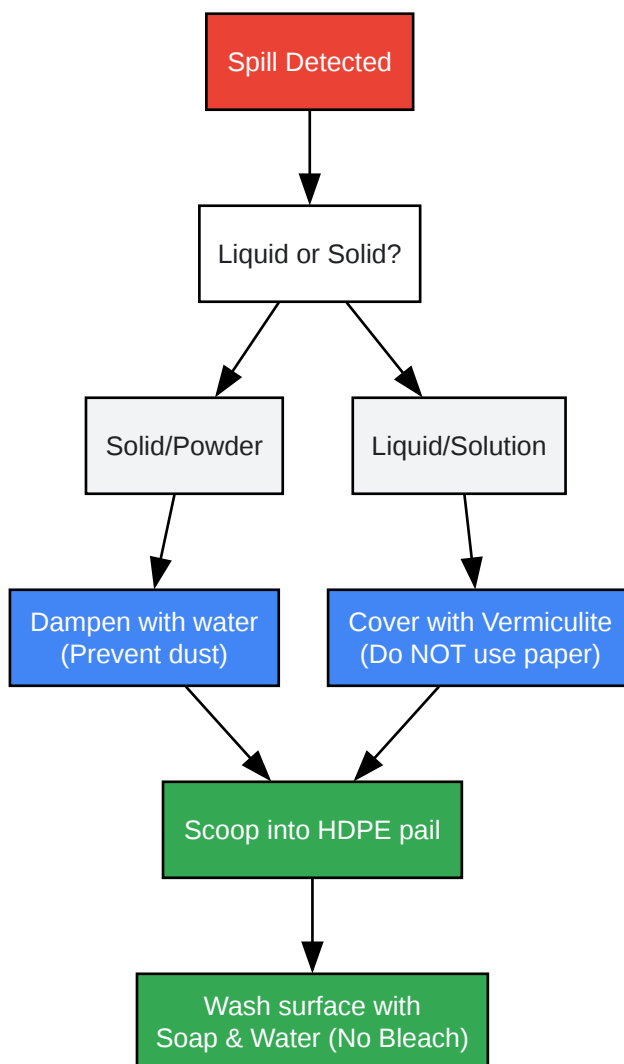 Spill Detected
Liquid or Solid?
Solid/Powder
Liquid/Solution
Dampen with water
(Prevent dust)
Cover with Vermiculite
(Do NOT use paper)
Scoop into HDPE pail
Wash surface with
Soap & Water (No Bleach)